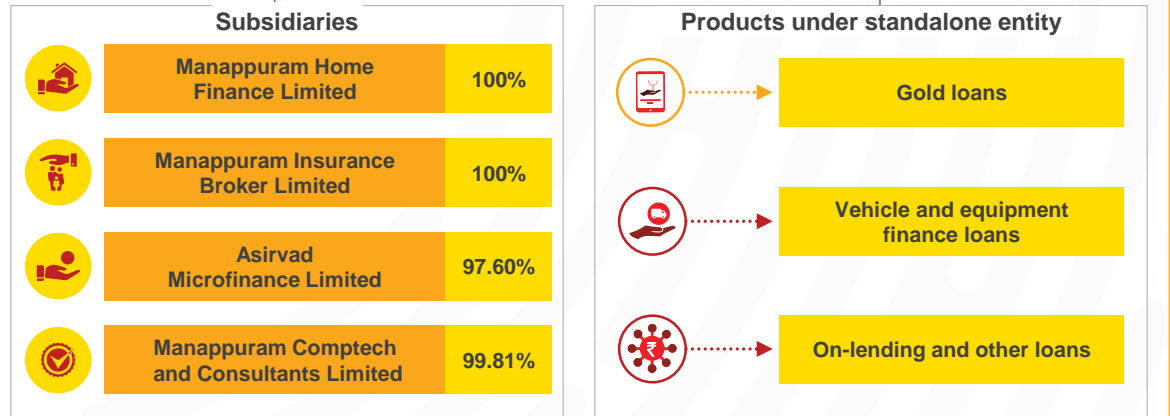 Subsidiaries
Manappuram Home
Finance Limited
100%
Manappuram Insurance
Broker Limited
100%
Asirvad
Microfinance Limited
97.60%
Manappuram Comptech
and Consultants Limited
99.81%
Products under standalone entity
Gold loans
Vehicle and equipment
finance loans
₹
On-lending and other loans